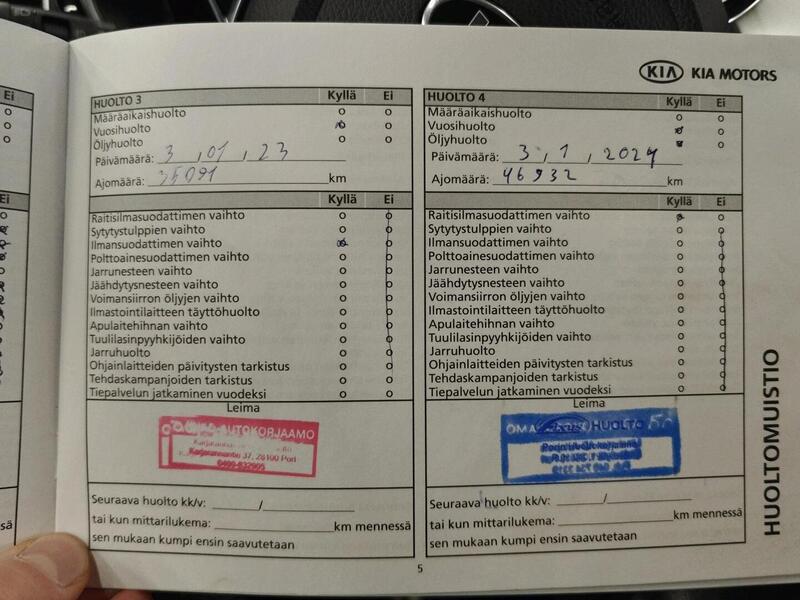 KIA KIA MOTORS
Ei
HUOLTO 3 Kyllä Ei
Määräaikaishuolto
Vuosihuolto
Öljyhuolto
Päivämäärä: 3 , 01 , 23
Ajomäärä: 35091 km
Kyllä Ei
Raitisilmasuodattimen vaihto
Sytytystulppien vaihto
Ilmansuodattimen vaihto
Polttoainesuodattimen vaihto
Jarrunesteen vaihto
Jäähdytysnesteen vaihto
Voimansiirron öljyjen vaihto
Ilmastointilaitteen täyttöhuolto
Apulaitehihnan vaihto
Tuulilasinpyyhkijöiden vaihto
Jarruhuolto
Ohjainlaitteiden päivitysten tarkistus
Tehdaskampanjoiden tarkistus
Tiepalvelun jatkaminen vuodeksi
Leima
AUTOKORJAAMO
Karjarannantie 37, 28100 Pori
Seuraava huolto kk/v: /
tai kun mittarilukema: km mennessä
sen mukaan kumpi ensin saavutetaan
HUOLTO 4 Kyllä Ei
Määräaikaishuolto
Vuosihuolto
Öljyhuolto
Päivämäärä: 3 , 1 , 2024
Ajomäärä: 46932 km
Kyllä Ei
Raitisilmasuodattimen vaihto
Sytytystulppien vaihto
Ilmansuodattimen vaihto
Polttoainesuodattimen vaihto
Jarrunesteen vaihto
Jäähdytysnesteen vaihto
Voimansiirron öljyjen vaihto
Ilmastointilaitteen täyttöhuolto
Apulaitehihnan vaihto
Tuulilasinpyyhkijöiden vaihto
Jarruhuolto
Ohjainlaitteiden päivitysten tarkistus
Tehdaskampanjoiden tarkistus
Tiepalvelun jatkaminen vuodeksi
Leima
OMA HUOLTO
Seuraava huolto kk/v: /
tai kun mittarilukema: km mennessä
sen mukaan kumpi ensin saavutetaan
5
HUOLTOMUISTIO